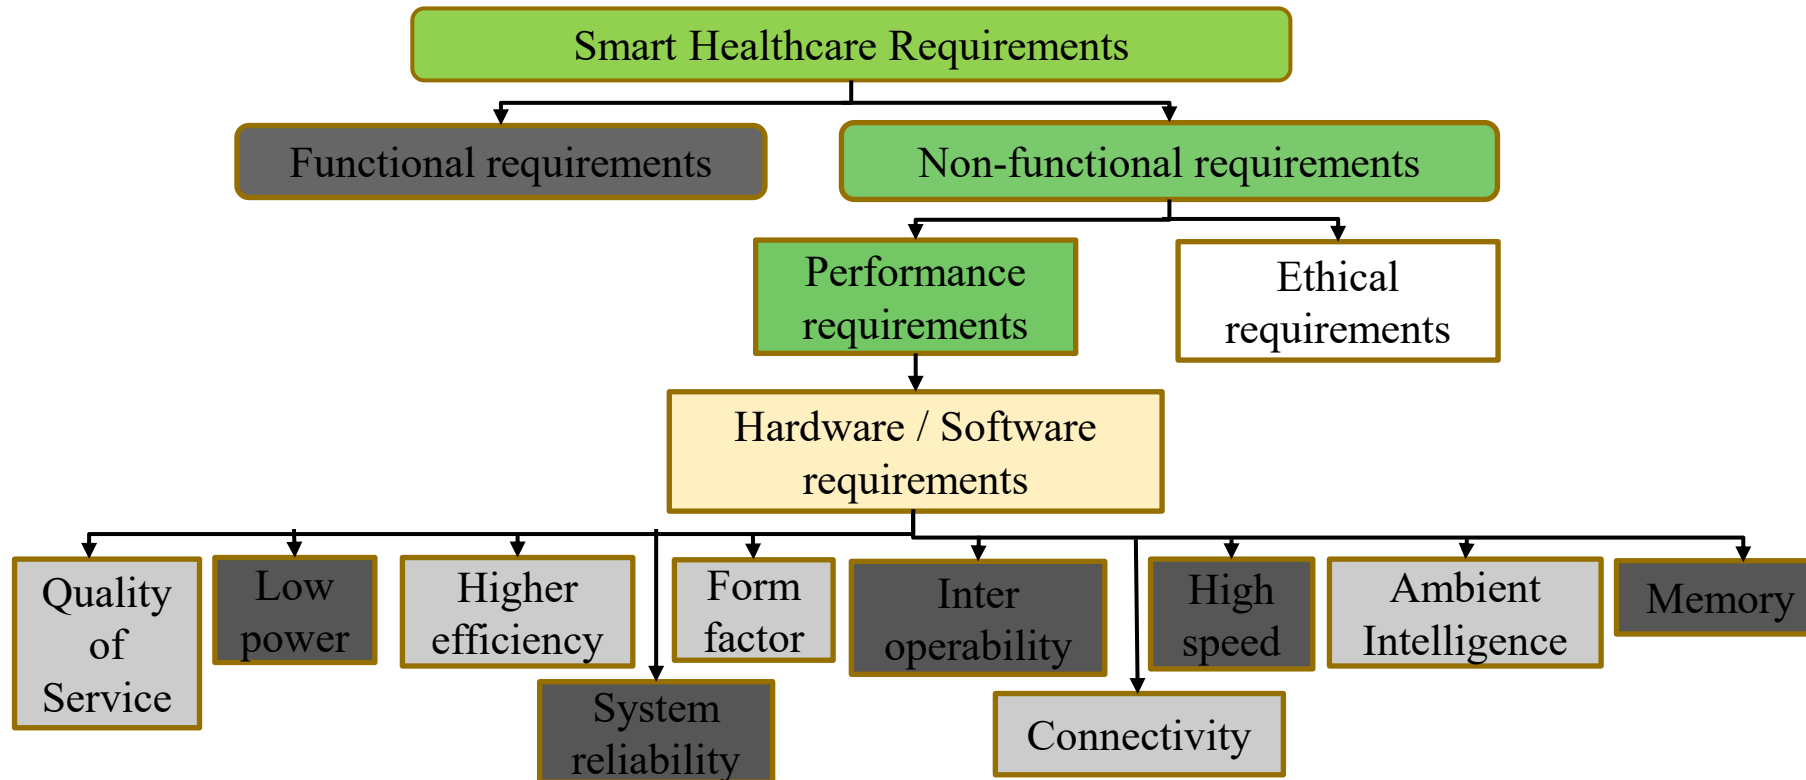 Smart Healthcare Requirements
Functional requirements
Non-functional requirements
Performance
requirements
Ethical
requirements
Hardware / Software
requirements
Quality
of
Service
Low
power
Higher
efficiency
Form
factor
Inter
operability
High
speed
Ambient
Intelligence
Memory
System
reliability
Connectivity